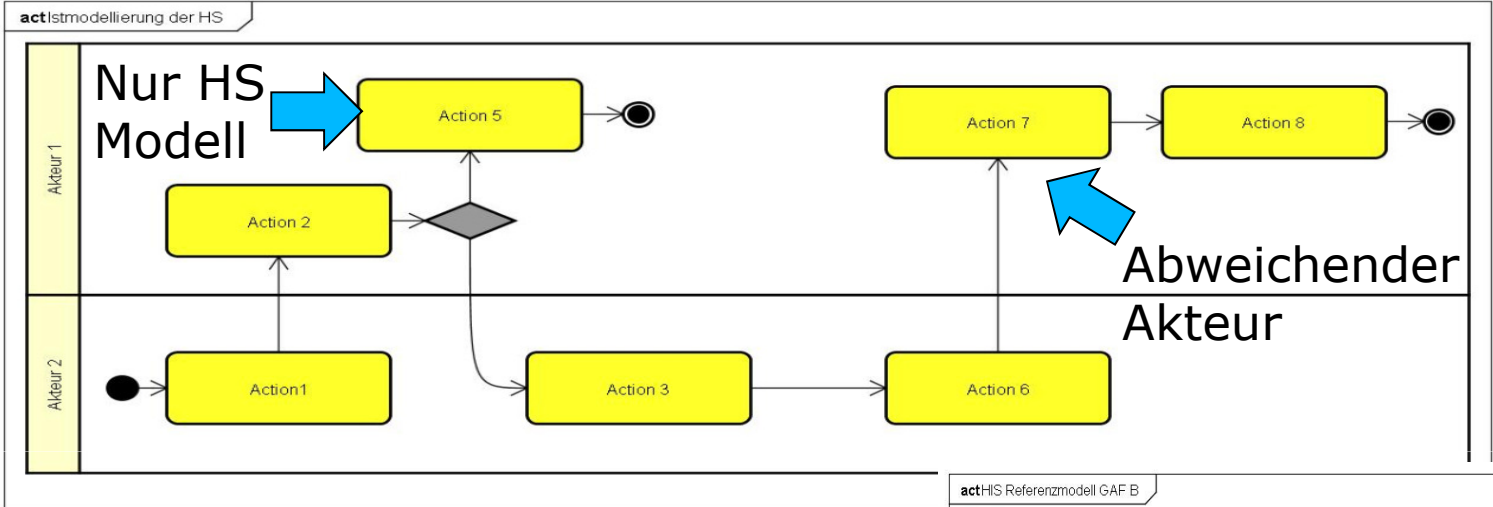 actIstmodellierung der HS
Nur HS
Modell
Action 5
Action 7
Action 8
Akteur 1
Action 2
Abweichender
Akteur
Akteur 2
Action1
Action 3
Action 6
actHIS Referenzmodell GAF B